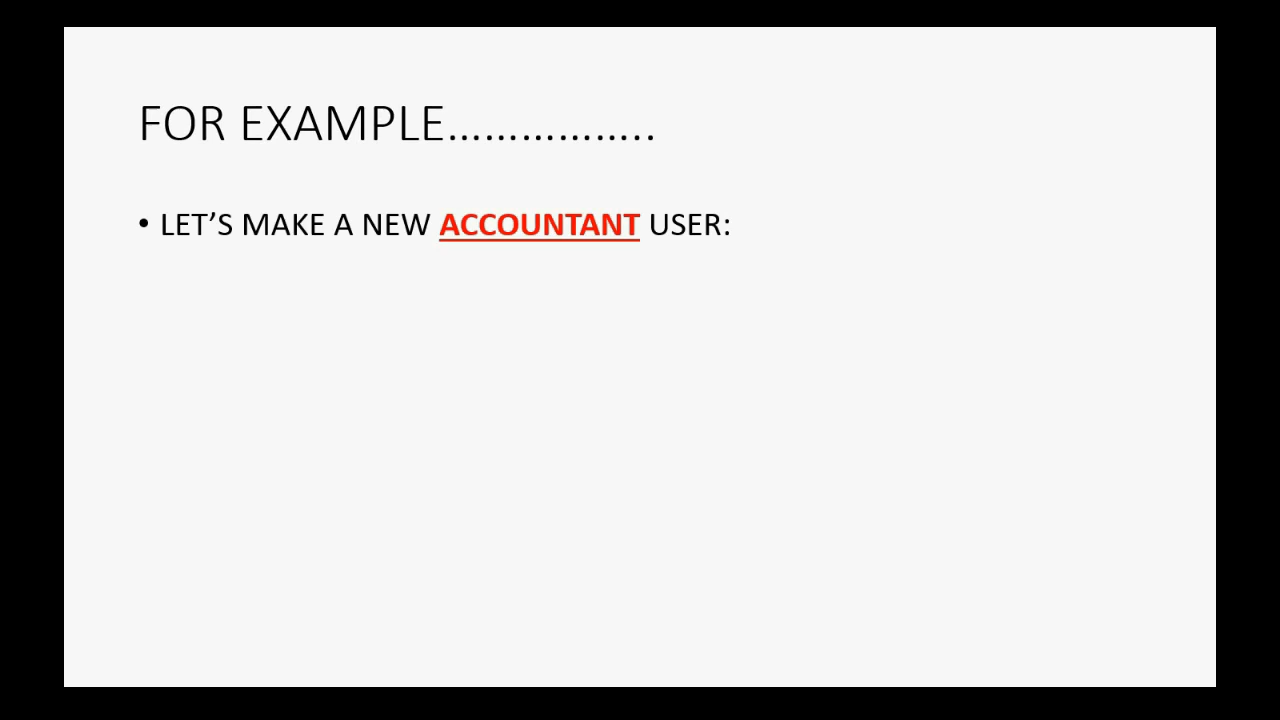 FOR EXAMPLE……………..
• LET’S MAKE A NEW ACCOUNTANT USER: